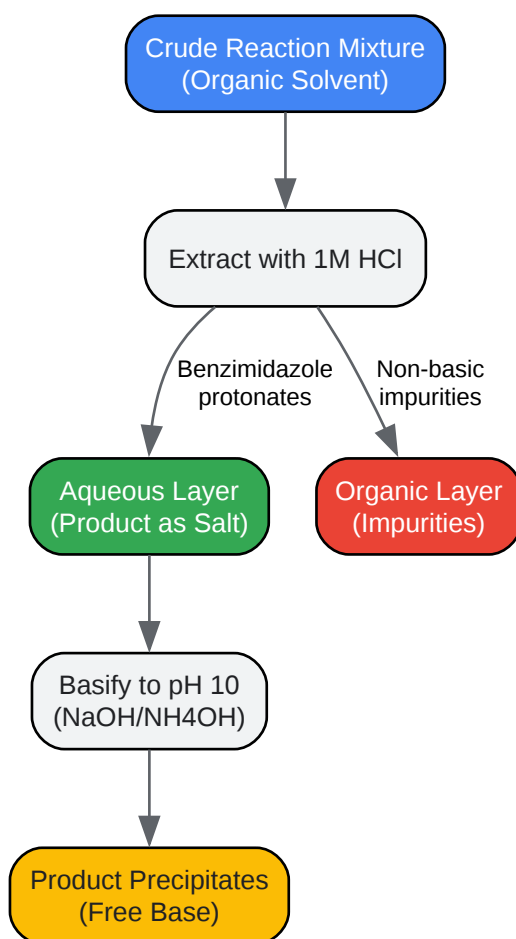 Crude Reaction Mixture
(Organic Solvent)
Extract with 1M HCl
Benzimidazole
protonates
Non-basic
impurities
Aqueous Layer
(Product as Salt)
Organic Layer
(Impurities)
Basify to pH 10
(NaOH/NH4OH)
Product Precipitates
(Free Base)